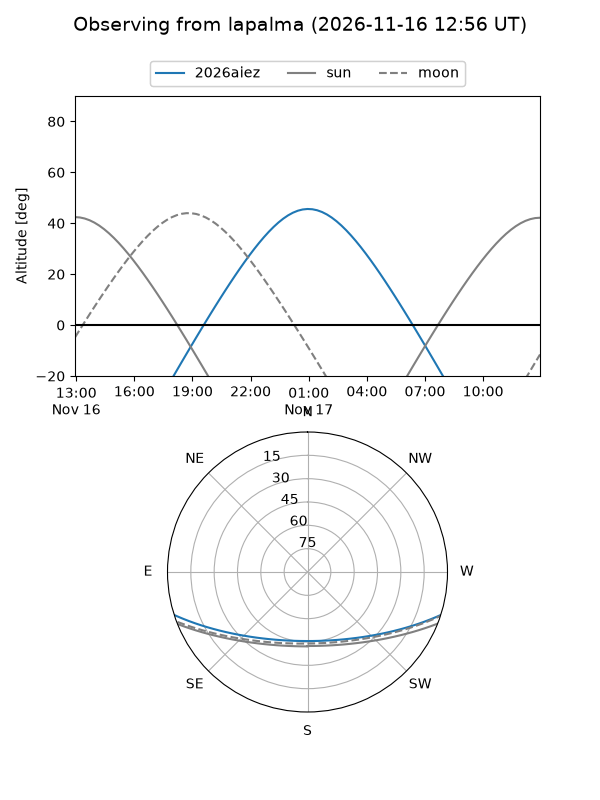 Observing from lapalma (2026-11-16 12:56 UT)
2026aiez sun moon
Altitude [deg]
80
60
40
20
0
−20
13:00 16:00 19:00 22:00 01:00 04:00 07:00 10:00
Nov 16 Nov 17
N
NE NW
15
30
45
60
75
E W
SE SW
S